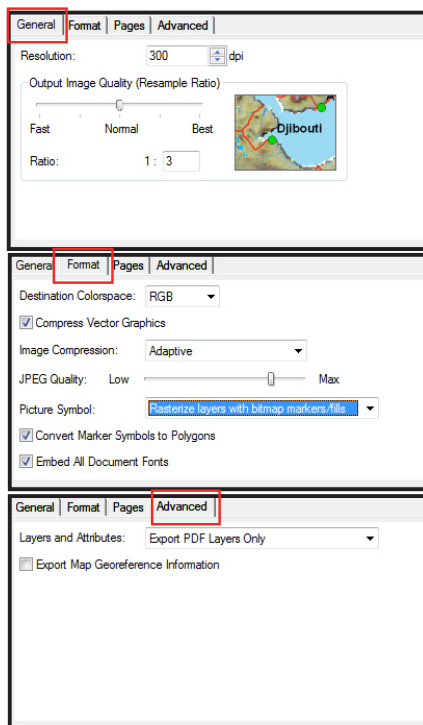 General Format Pages Advanced
Resolution: 300 dpi
Output Image Quality (Resample Ratio)
Fast Normal Best
Djibouti
Ratio: 1 : 3
General Format Pages Advanced
Destination Colorspace: RGB
Compress Vector Graphics
Image Compression: Adaptive
JPEG Quality: Low Max
Picture Symbol: Rasterize layers with bitmap markers/fills
Convert Marker Symbols to Polygons
Embed All Document Fonts
General Format Pages Advanced
Layers and Attributes: Export PDF Layers Only
Export Map Georeference Information